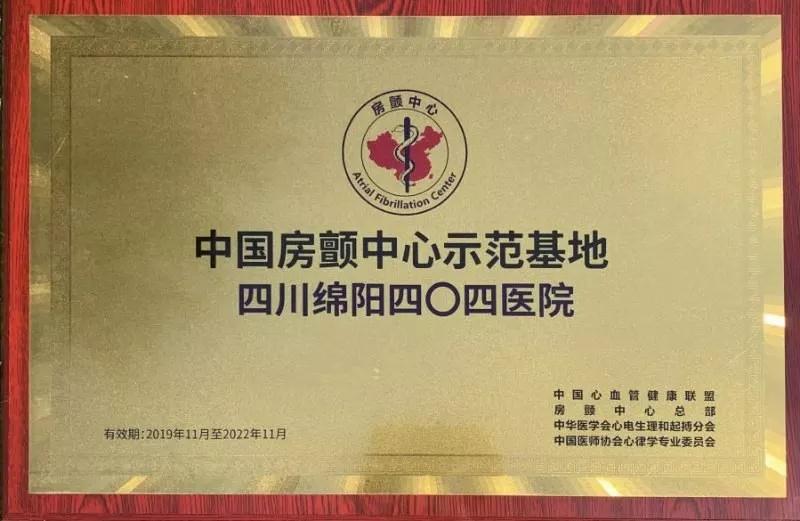 房颤中心
Atrial Fibrillation Center
中国房颤中心示范基地
四川绵阳四〇四医院
中国心血管健康联盟
房颤中心总部
中华医学会心电生理和起搏分会
中国医师协会心律学专业委员会
有效期:2019年11月至2022年11月